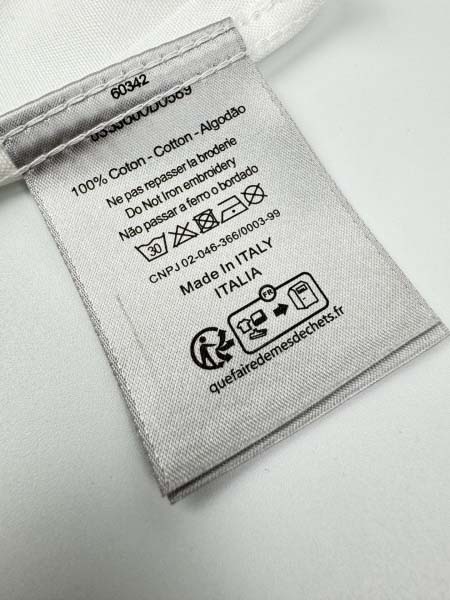 60342
100% Coton - Cotton - Algodão
Ne pas repasser la broderie
Do Not Iron embroidery
Não passar a ferro o bordado
30
CNPJ 02-046-366/0003-99
Made In ITALY
ITALIA
FR
quefairedemesdechets.fr